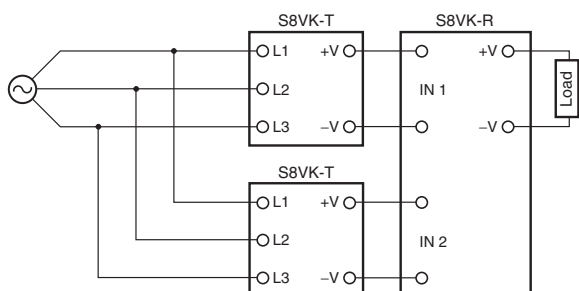 S8VK-T
S8VK-R
L1
+V
+V
L2
IN 1
Load
L3
−V
−V
S8VK-T
L1
+V
L2
IN 2
L3
−V